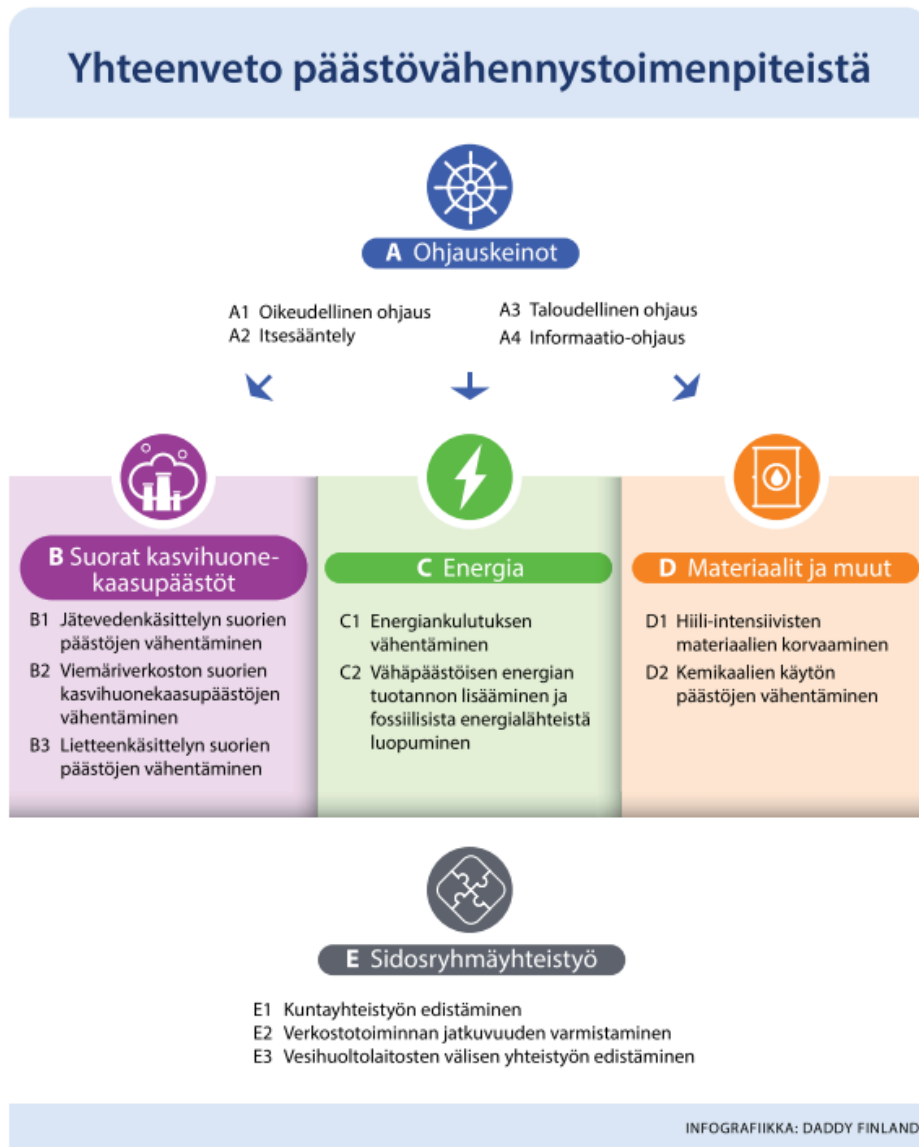 Yhteenveto päästövähennystoimenpiteistä
A Ohjauskeinot
A1 Oikeudellinen ohjaus
A2 Itsesääntely
A3 Taloudellinen ohjaus
A4 Informaatio-ohjaus
B Suorat kasvihuone-
kaasupäästöt
B1 Jätevedenkäsittelyn suorien
päästöjen vähentäminen
B2 Viemäriverkoston suorien
kasvihuonekaasupäästöjen
vähentäminen
B3 Lietteenkäsittelyn suorien
päästöjen vähentäminen
C Energia
C1 Energiankulutuksen
vähentäminen
C2 Vähäpäästöisen energian
tuotannon lisääminen ja
fossiilisista energialähteistä
luopuminen
D Materiaalit ja muut
D1 Hiili-intensiivisten
materiaalien korvaaminen
D2 Kemikaalien käytön
päästöjen vähentäminen
E Sidosryhmäyhteistyö
E1 Kuntayhteistyön edistäminen
E2 Verkostotoiminnan jatkuvuuden varmistaminen
E3 Vesihuoltolaitosten välisen yhteistyön edistäminen
INFOGRAFIIKKA: DADDY FINLAND